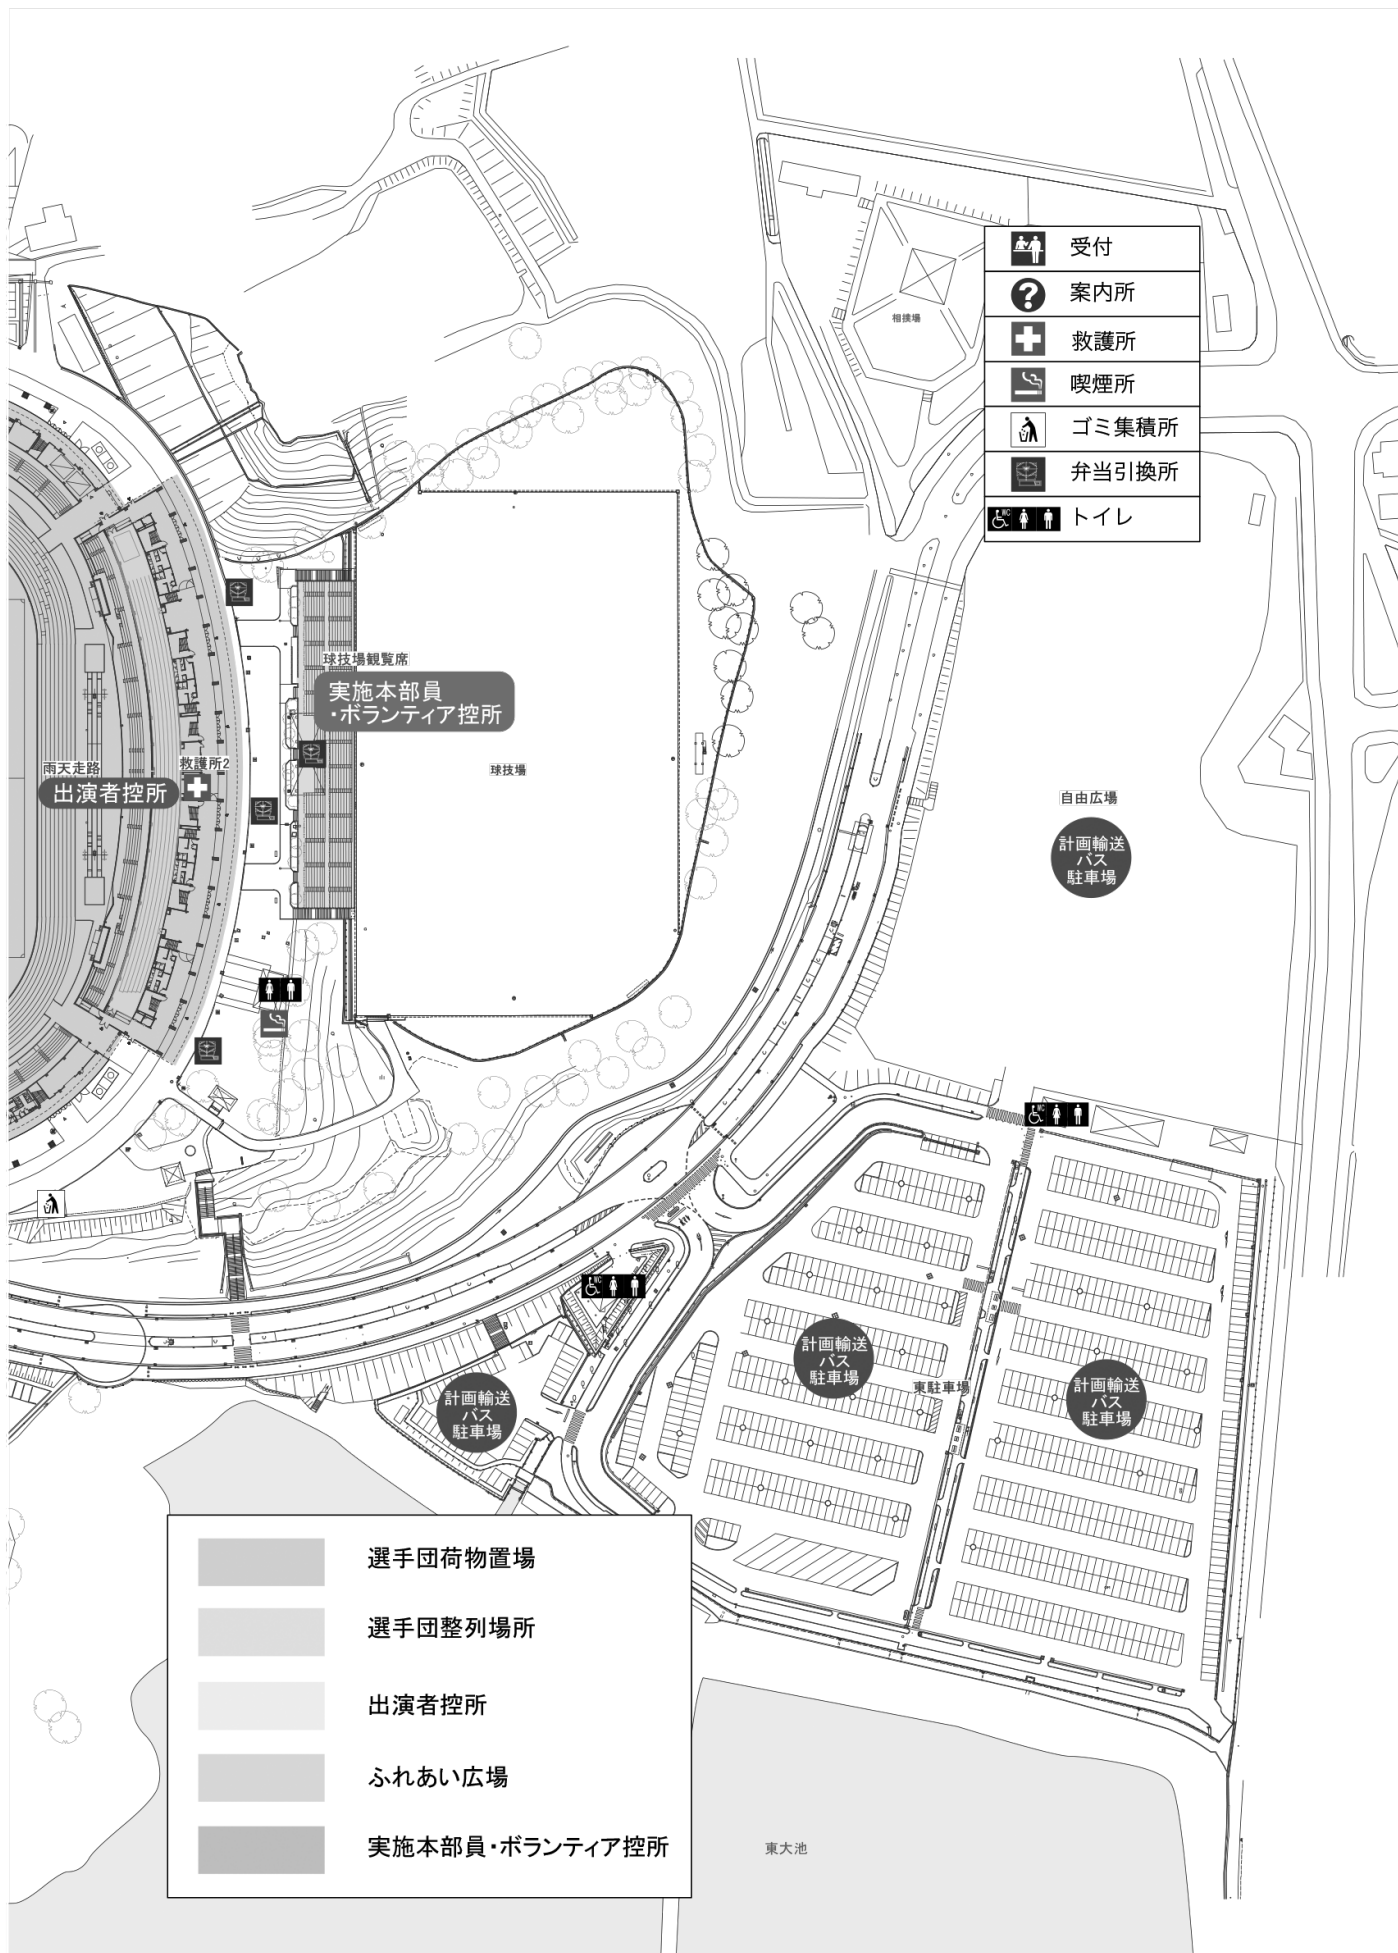 受付
案内所
相撲場
救護所
喫煙所
ゴミ集積所
弁当引換所
WC
トイレ
球技場観覧席
実施本部員
・ボランティア控所
救護所2
雨天走路
出演者控所
球技場
自由広場
計画輸送
バス
駐車場
WC
WC
計画輸送
バス
駐車場
東駐車場
計画輸送
バス
駐車場
計画輸送
バス
駐車場
選手団荷物置場
選手団整列場所
出演者控所
ふれあい広場
実施本部員・ボランティア控所
東大池